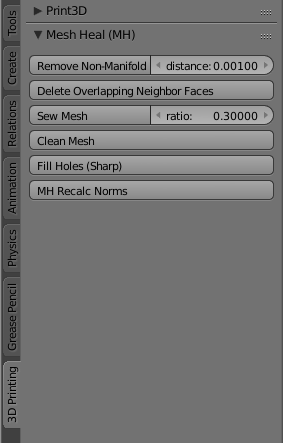 Print3D
Mesh Heal (MH)
Remove Non-Manifold distance: 0.00100
Delete Overlapping Neighbor Faces
Sew Mesh ratio: 0.30000
Clean Mesh
Fill Holes (Sharp)
MH Recalc Norms
Tools
Create
Relations
Animation
Physics
Grease Pencil
3D Printing